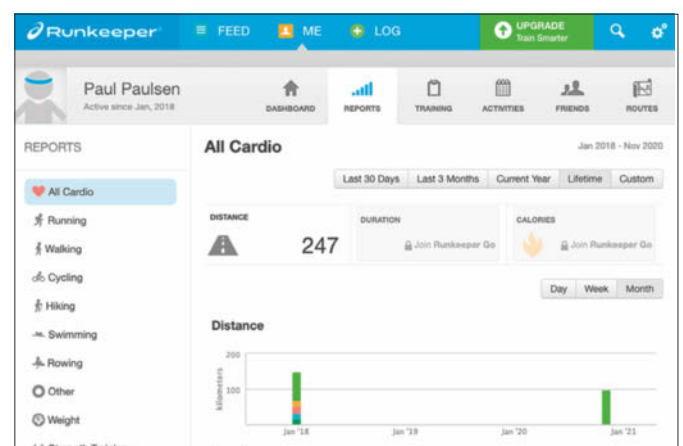 Runkeeper
FEED
ME
LOG
UPGRADE
Train Smarter
Paul Paulsen
Active since Jan, 2018
DASHBOARD
REPORTS
TRAINING
ACTIVITIES
FRIENDS
ROUTES
REPORTS
All Cardio
Running
Walking
Cycling
Hiking
Swimming
Rowing
Other
Weight
All Cardio
Jan 2018 - Nov 2020
Last 30 Days
Last 3 Months
Current Year
Lifetime
Custom
DISTANCE
247
DURATION
Join Runkeeper Go
CALORIES
Join Runkeeper Go
Day
Week
Month
Distance
kilometers
200
100
Jan '18
Jan '19
Jan '20
Jan '21